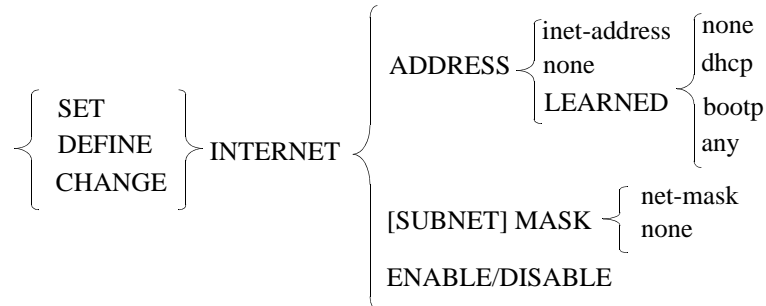 SET
DEFINE
CHANGE
INTERNET
ADDRESS
inet-address
none
LEARNED
none
dhcp
bootp
any
[SUBNET] MASK
net-mask
none
ENABLE/DISABLE